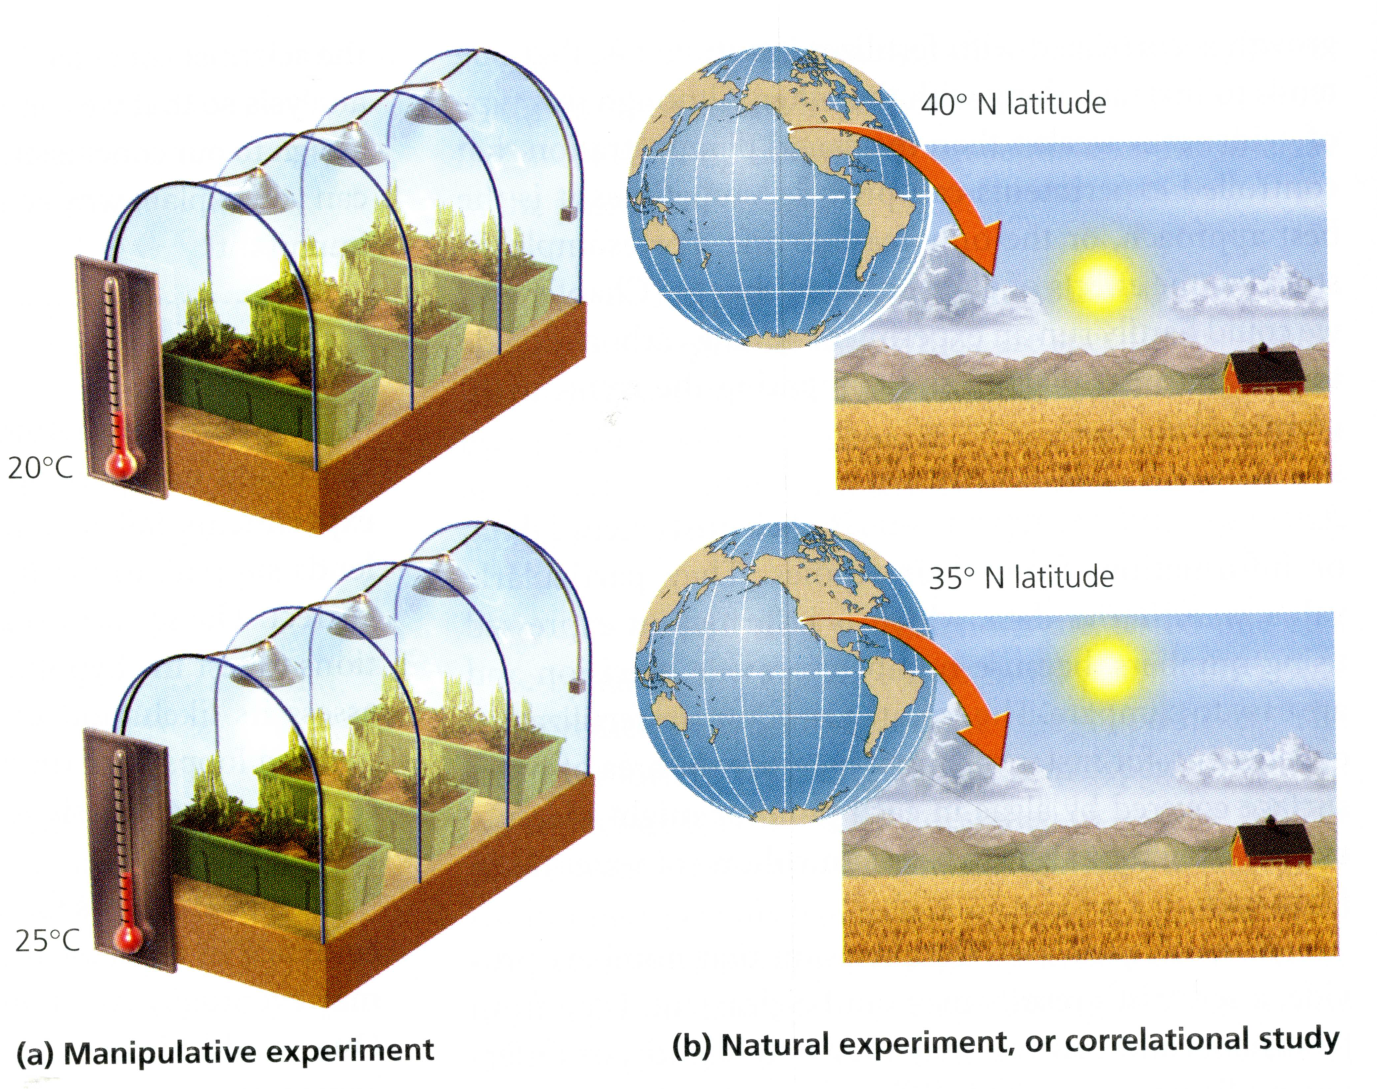 40° N latitude
20°C
35° N latitude
25°C
(a) Manipulative experiment
(b) Natural experiment, or correlational study